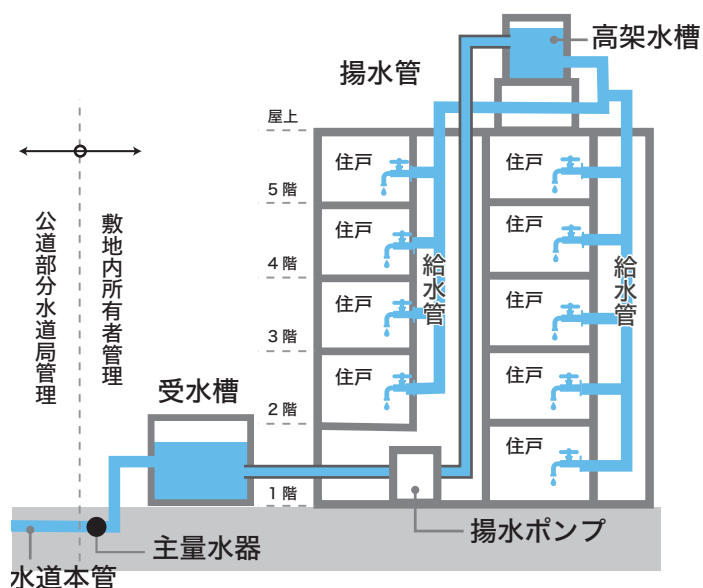 高架水槽
揚水管
屋上
住戸
住戸
5階
住戸
住戸
公道部分水道局管理
敷地内所有者管理
4階
給水管
給水管
住戸
住戸
3階
住戸
住戸
受水槽
2階
住戸
1階
揚水ポンプ
主量水器
水道本管